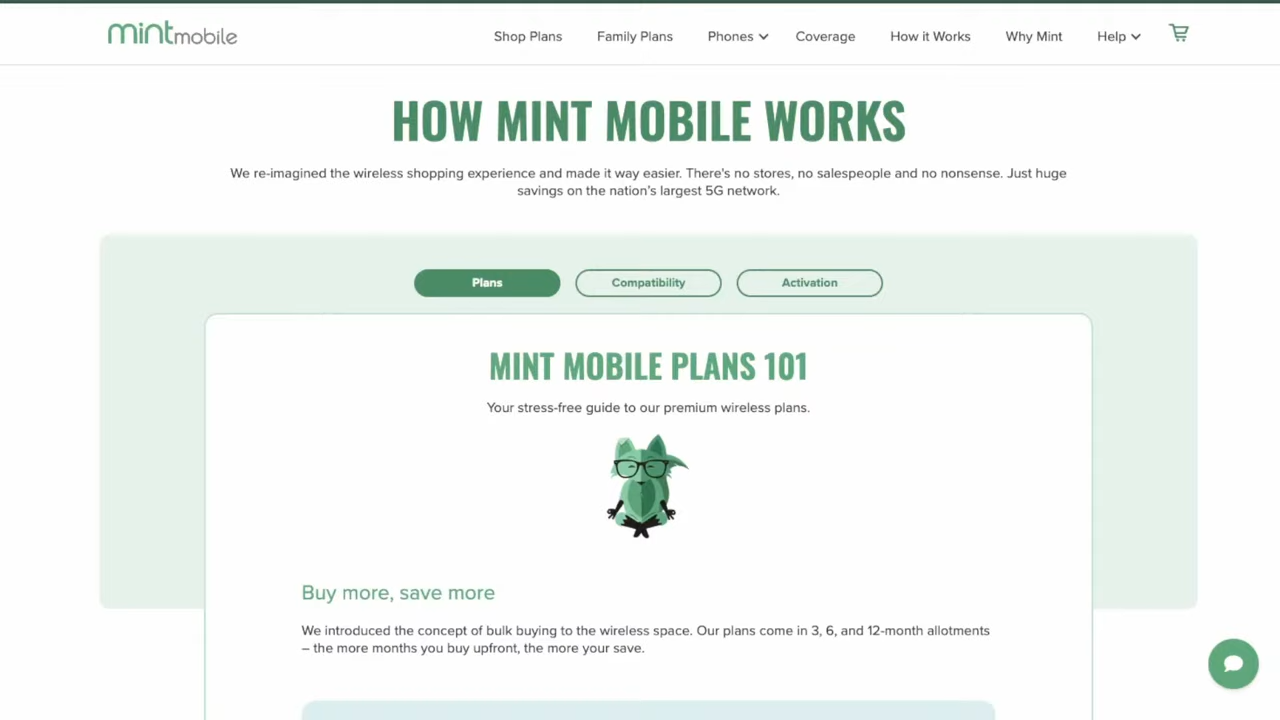 mintmobile
Shop Plans
Family Plans
Phones
Coverage
How it Works
Why Mint
Help
HOW MINT MOBILE WORKS
We re-imagined the wireless shopping experience and made it way easier. There's no stores, no salespeople and no nonsense. Just huge
savings on the nation's largest 5G network.
Plans
Compatibility
Activation
MINT MOBILE PLANS 101
Your stress-free guide to our premium wireless plans.
Buy more, save more
We introduced the concept of bulk buying to the wireless space. Our plans come in 3, 6, and 12-month allotments
– the more months you buy upfront, the more your save.